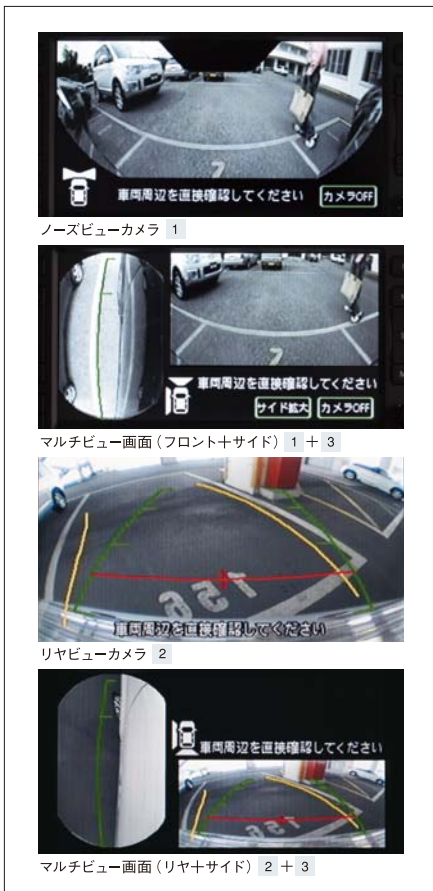 車両周辺を直接確認してください カメラOFF
ノーズビューカメラ 1
車両周辺を直接確認してください
サイド拡大 カメラOFF
マルチビュー画面（フロント＋サイド） 1 ＋ 3
車両周辺を直接確認してください
リヤビューカメラ 2
車両周辺を直接確認してください
マルチビュー画面（リヤ＋サイド） 2 ＋ 3